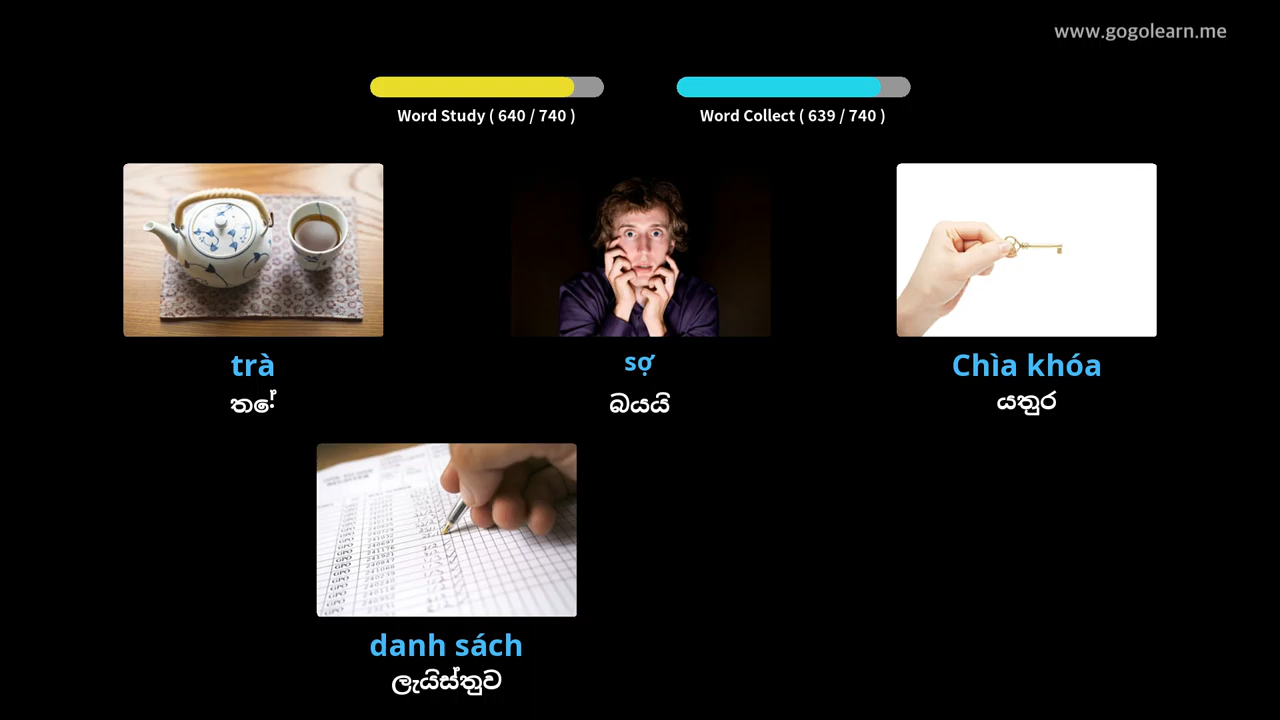 www.gogolearn.me
Word Study ( 640 / 740 )
Word Collect ( 639 / 740 )
trà
sợ
Chìa khóa
බයයි
යතුර
danh sách
ලැයිස්තුව